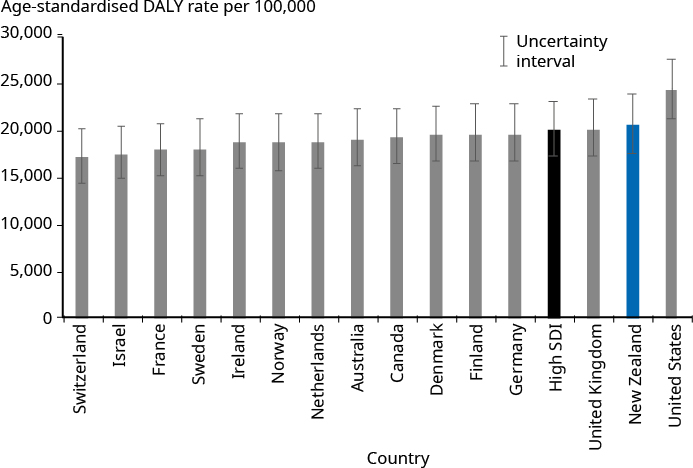 Age-standardised DALY rate per 100,000
30,000
25,000
20,000
15,000
10,000
5,000
0
Uncertainty
interval
Switzerland
Israel
France
Sweden
Ireland
Norway
Netherlands
Australia
Canada
Denmark
Finland
Germany
High SDI
United Kingdom
New Zealand
United States
Country